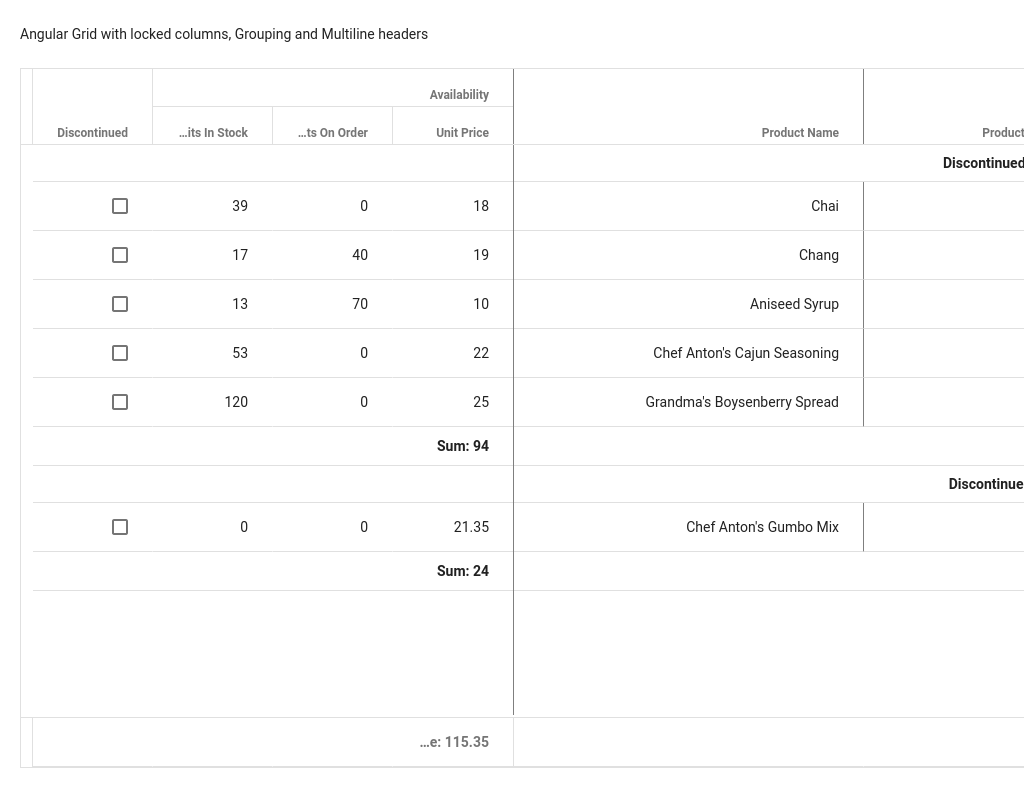 Angular Grid with locked columns, Grouping and Multiline headers
Availability
Discontinued ...its In Stock ...ts On Order Unit Price Product Name Product
Discontinued
39 0 18 Chai
17 40 19 Chang
13 70 10 Aniseed Syrup
53 0 22 Chef Anton's Cajun Seasoning
120 0 25 Grandma's Boysenberry Spread
Sum: 94
Discontinue
0 0 21.35 Chef Anton's Gumbo Mix
Sum: 24
...e: 115.35